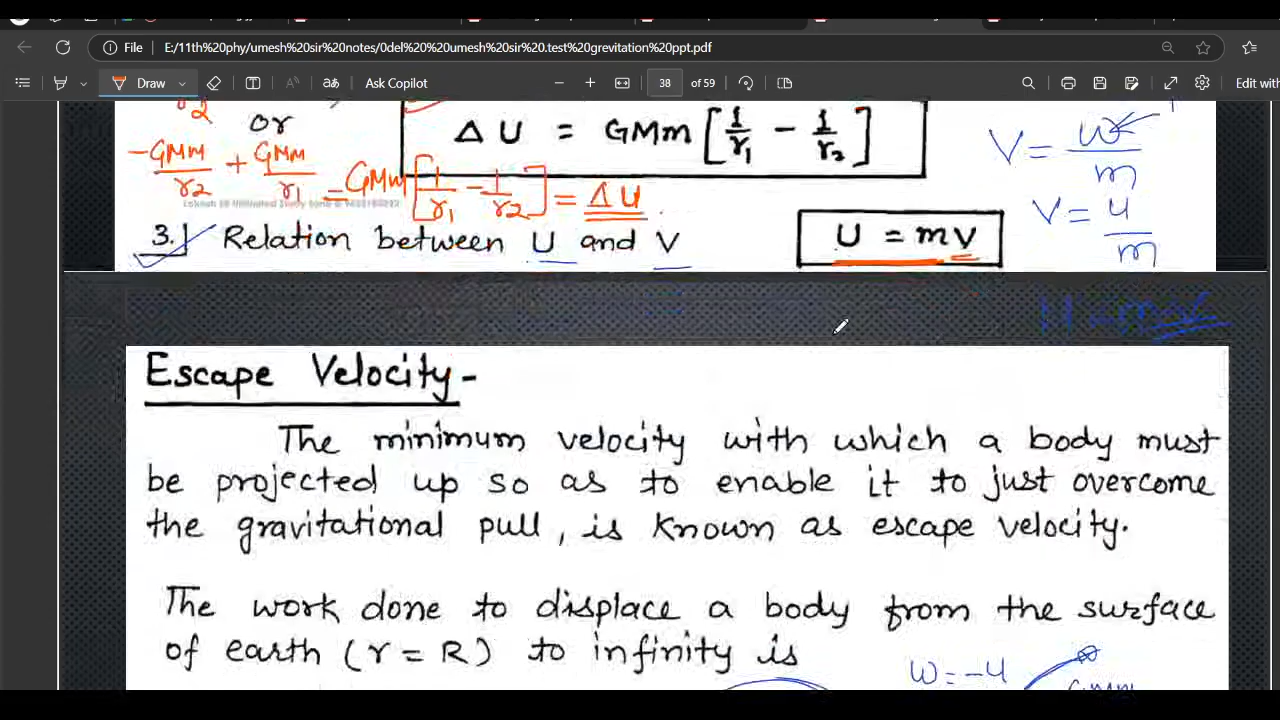 File E:/11th%20phy/umesh%20sir%20notes/0del%20%20umesh%20sir%20.test%20grevitation%20ppt.pdf
Draw Ask Copilot 38 of 59 Edit with
r2
or
ΔU = GMm [1/r1 - 1/r2]
-GMm/r2 + GMm/r1 = GMm [1/r1 - 1/r2] = ΔU
V = W/m
V = U/m
3. Relation between U and V
U = mV
U = mV
Escape Velocity -
The minimum velocity with which a body must
be projected up so as to enable it to just overcome
the gravitational pull, is known as escape velocity.
The work done to displace a body from the surface
of earth (r = R) to infinity is
W = -U
GMm